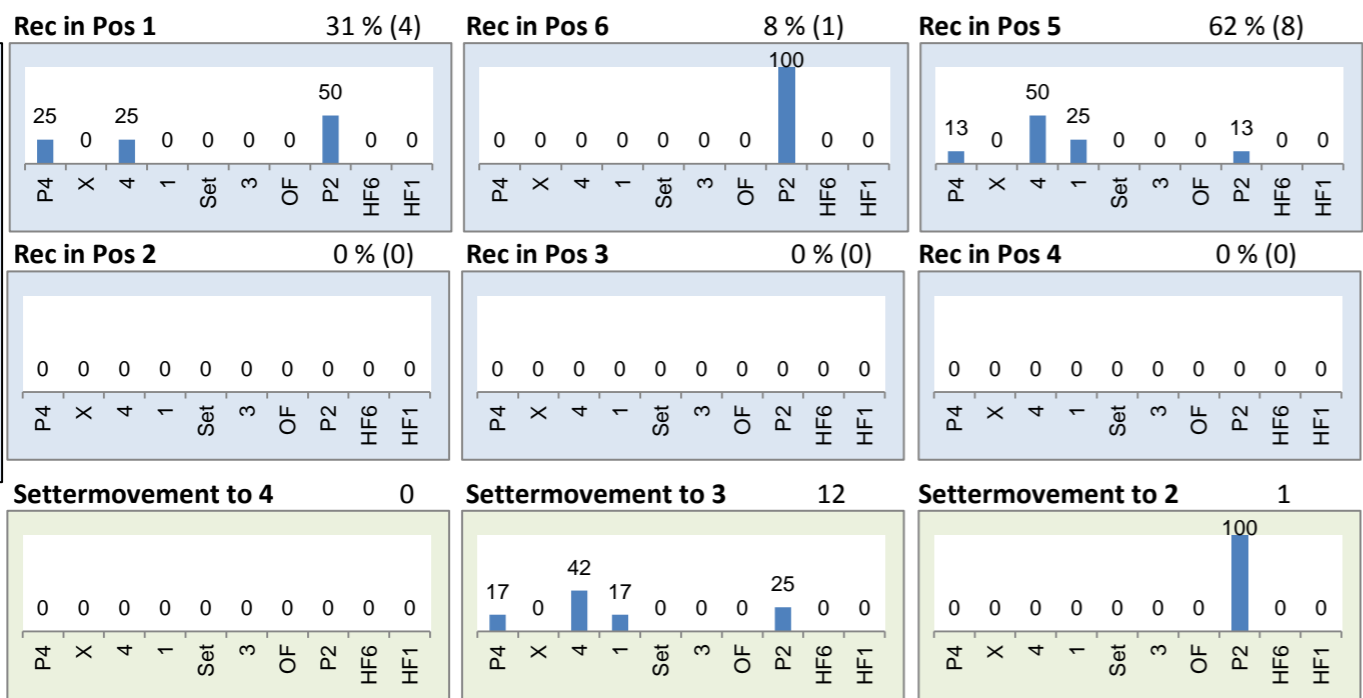 Rec in Pos 1 31 % (4)
25 0 25 0 0 0 0 50 0 0
P4 X 4 1 Set 3 OF P2 HF6 HF1
Rec in Pos 6 8 % (1)
0 0 0 0 0 0 0 100 0 0
P4 X 4 1 Set 3 OF P2 HF6 HF1
Rec in Pos 5 62 % (8)
13 0 50 25 0 0 0 13 0 0
P4 X 4 1 Set 3 OF P2 HF6 HF1
Rec in Pos 2 0 % (0)
0 0 0 0 0 0 0 0 0 0
P4 X 4 1 Set 3 OF P2 HF6 HF1
Rec in Pos 3 0 % (0)
0 0 0 0 0 0 0 0 0 0
P4 X 4 1 Set 3 OF P2 HF6 HF1
Rec in Pos 4 0 % (0)
0 0 0 0 0 0 0 0 0 0
P4 X 4 1 Set 3 OF P2 HF6 HF1
Settermovement to 4 0
0 0 0 0 0 0 0 0 0 0
P4 X 4 1 Set 3 OF P2 HF6 HF1
Settermovement to 3 12
17 0 42 17 0 0 0 25 0 0
P4 X 4 1 Set 3 OF P2 HF6 HF1
Settermovement to 2 1
0 0 0 0 0 0 0 100 0 0
P4 X 4 1 Set 3 OF P2 HF6 HF1